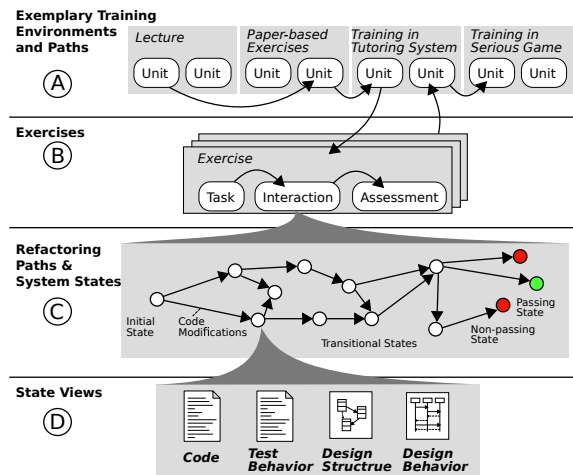 Exemplary Training
Environments
and Paths
A
Lecture
Paper-based
Exercises
Training in
Tutoring System
Training in
Serious Game
Unit Unit Unit Unit Unit Unit Unit Unit
Exercises
B
Exercise
Task Interaction Assessment
Refactoring
Paths &
System States
C
Initial
State
Code
Modifications
Transitional States
Passing
State
Non-passing
State
State Views
D
Code
Test
Behavior
Design
Structrue
Design
Behavior